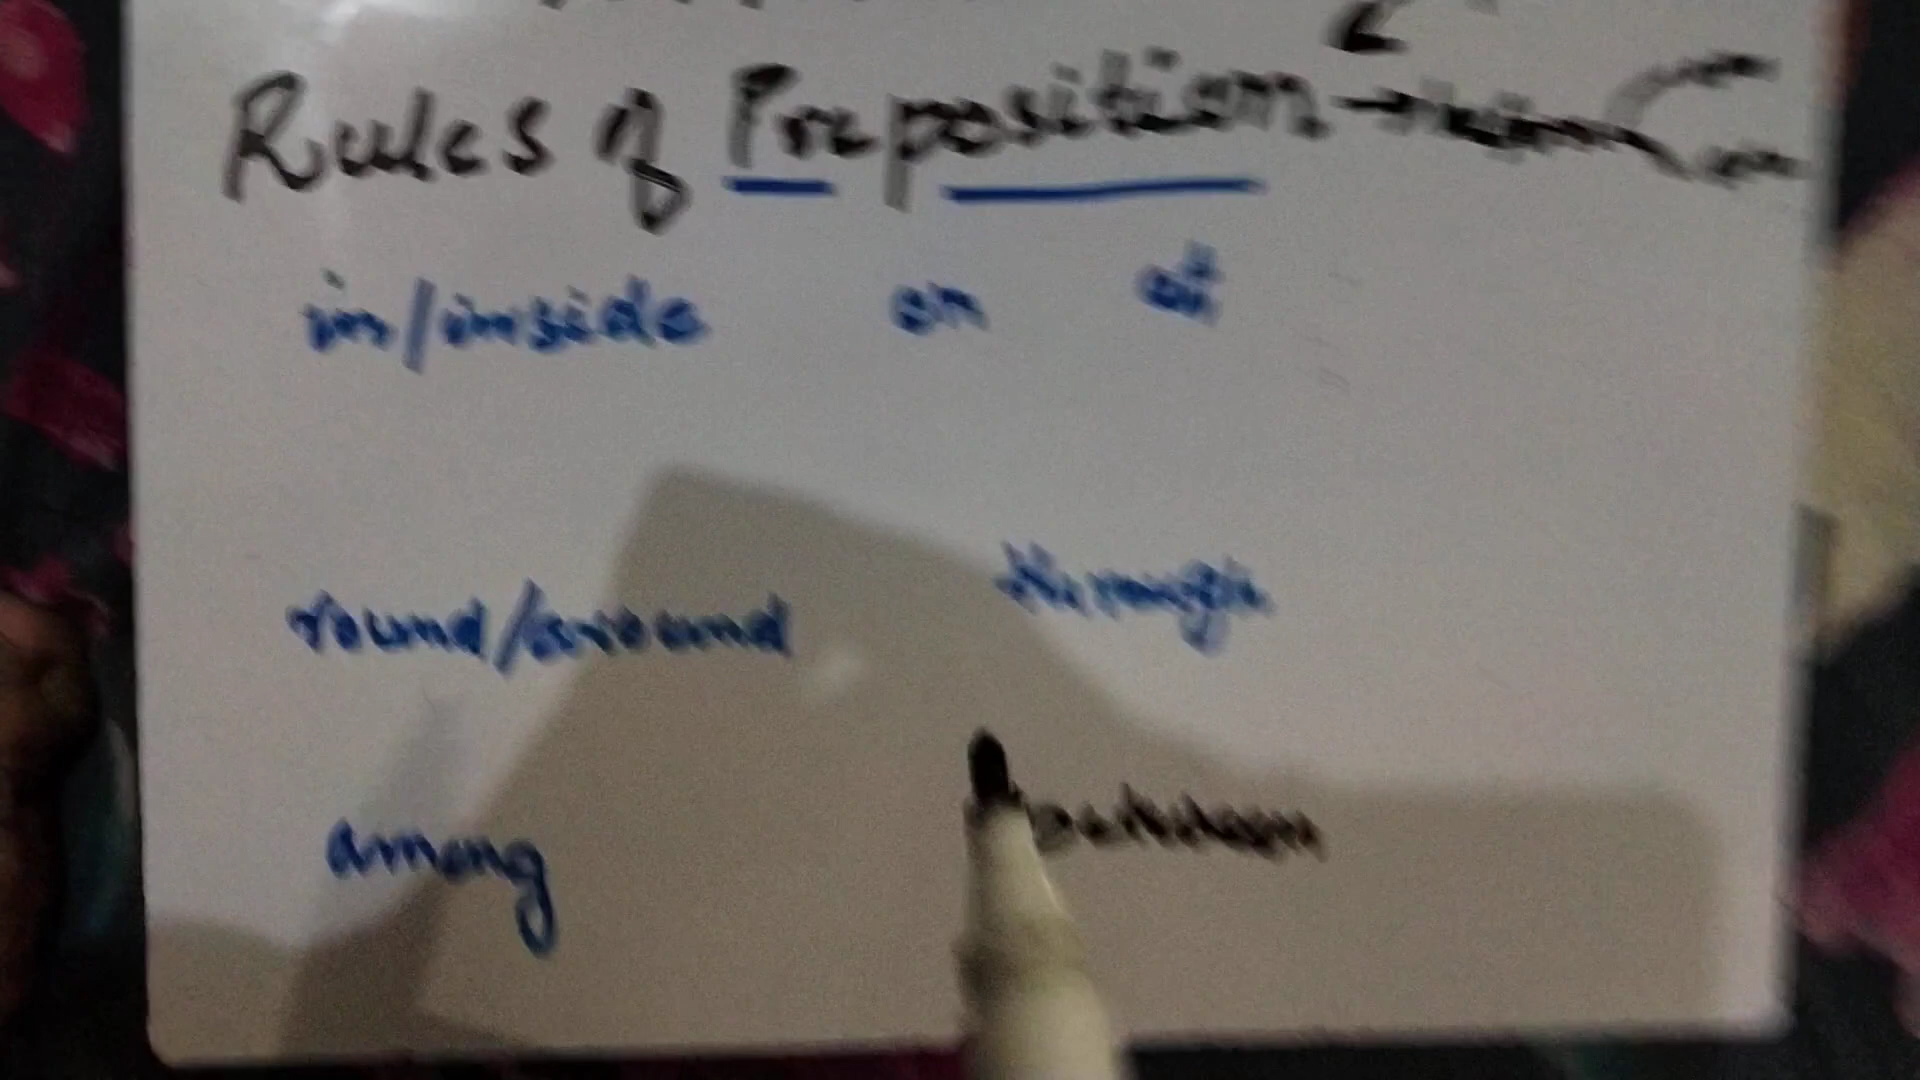 Rules of Preposition
in/inside on at
round/around through
among